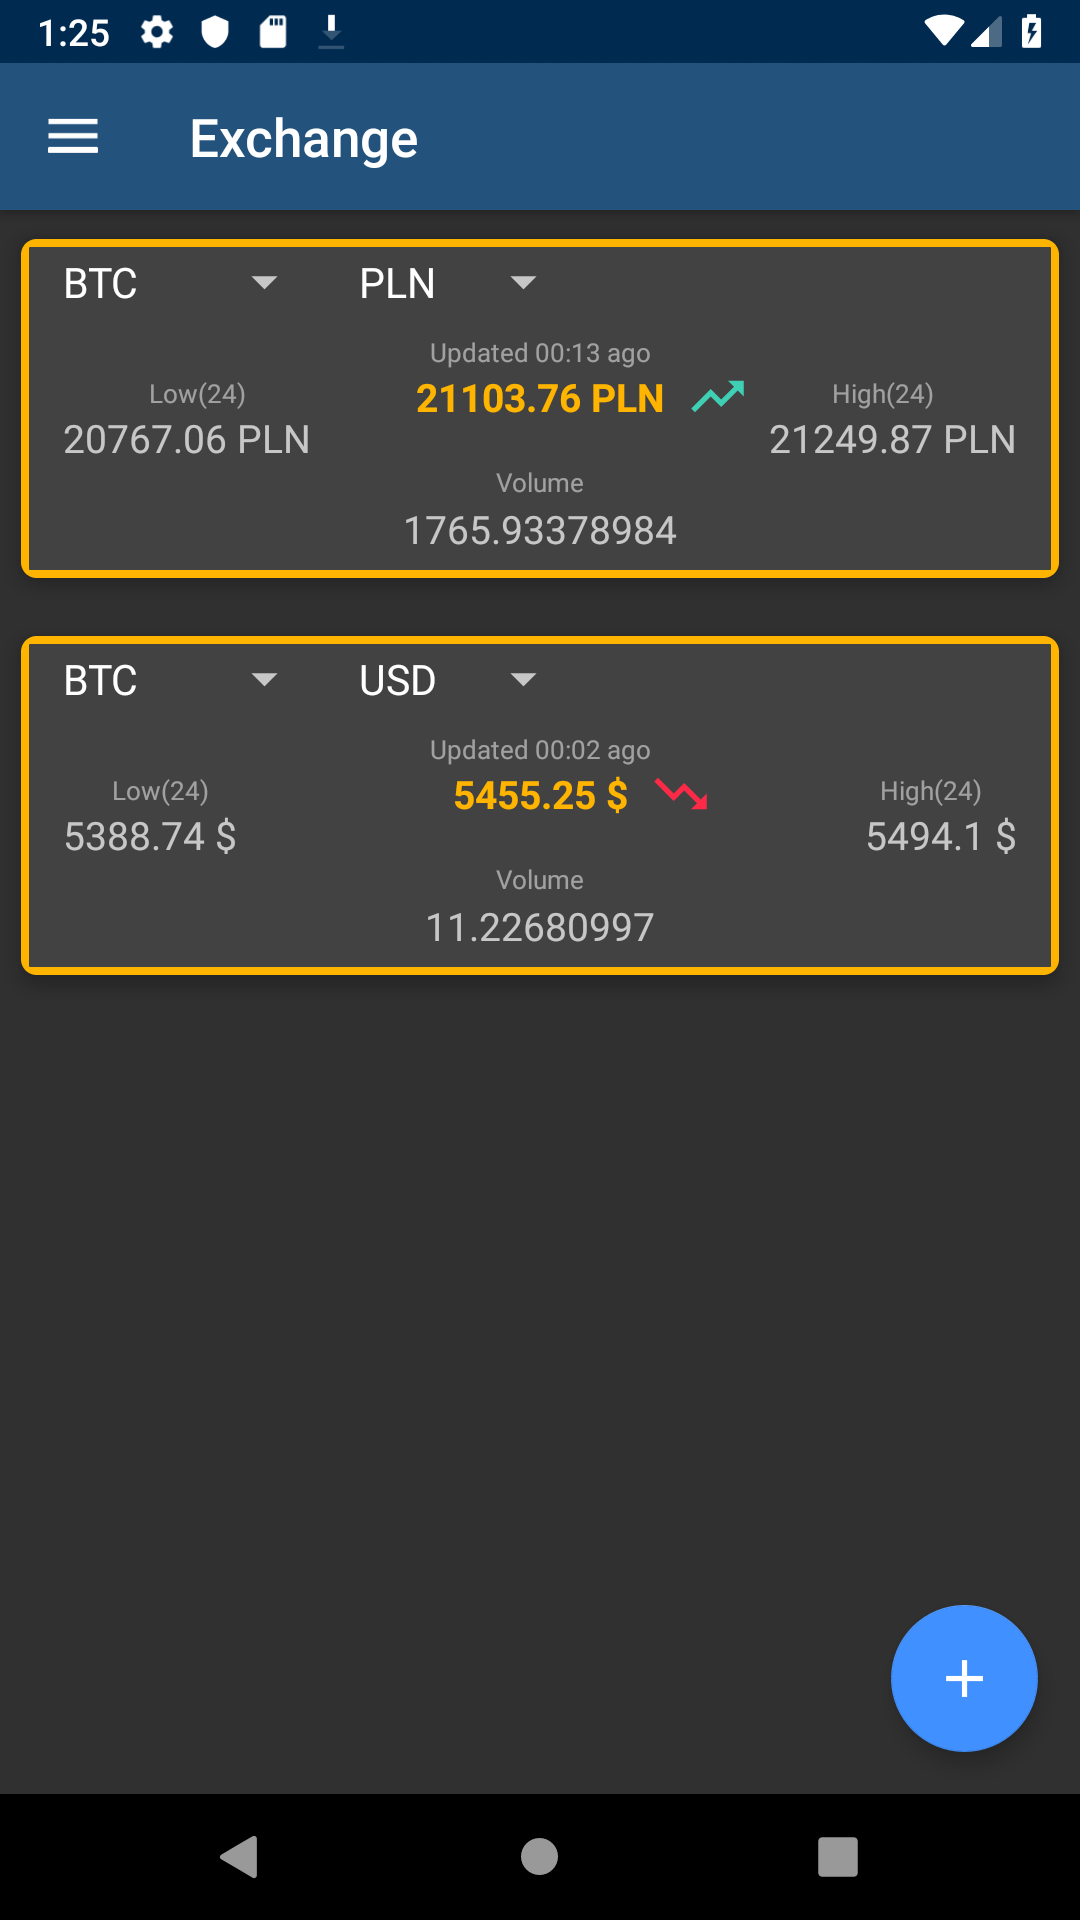 1:25
Exchange
BTC PLN
Updated 00:13 ago
Low(24) 21103.76 PLN High(24)
20767.06 PLN 21249.87 PLN
Volume
1765.93378984
BTC USD
Updated 00:02 ago
Low(24) 5455.25 $ High(24)
5388.74 $ 5494.1 $
Volume
11.22680997